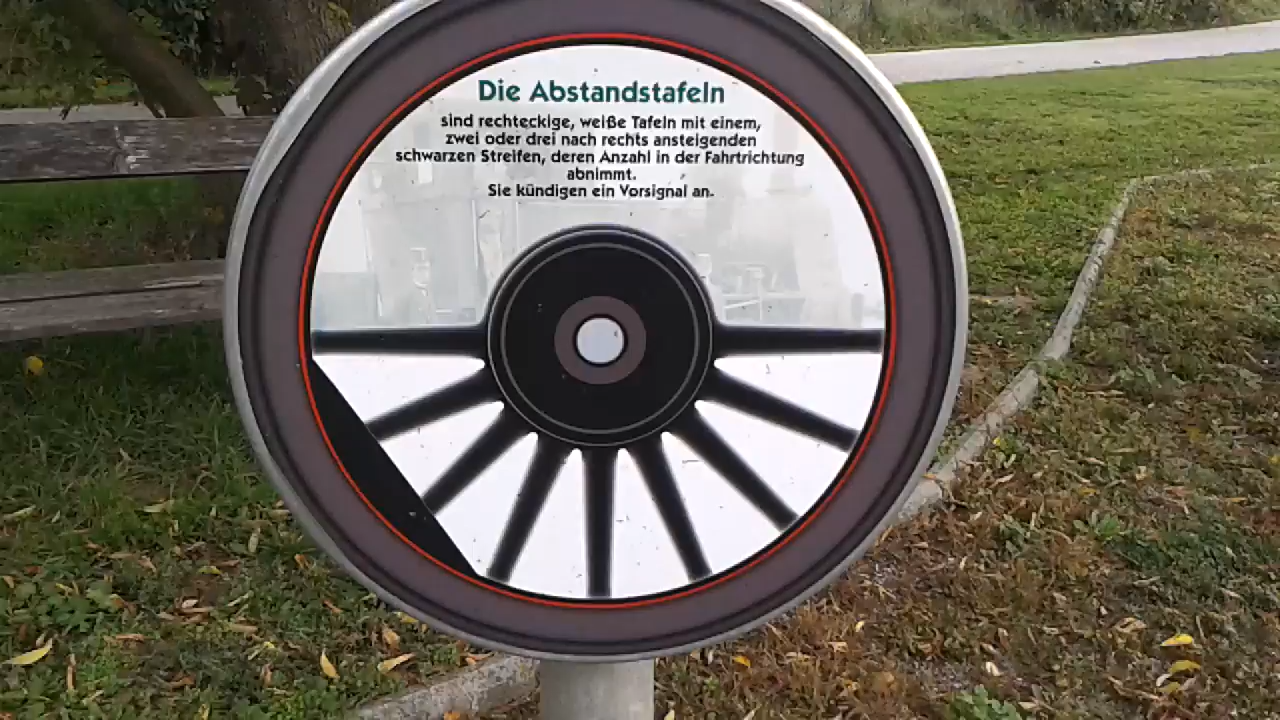 Die Abstandstafeln
sind rechteckige, weiße Tafeln mit einem,
zwei oder drei nach rechts ansteigenden
schwarzen Streifen, deren Anzahl in der Fahrtrichtung
abnimmt.
Sie kündigen ein Vorsignal an.